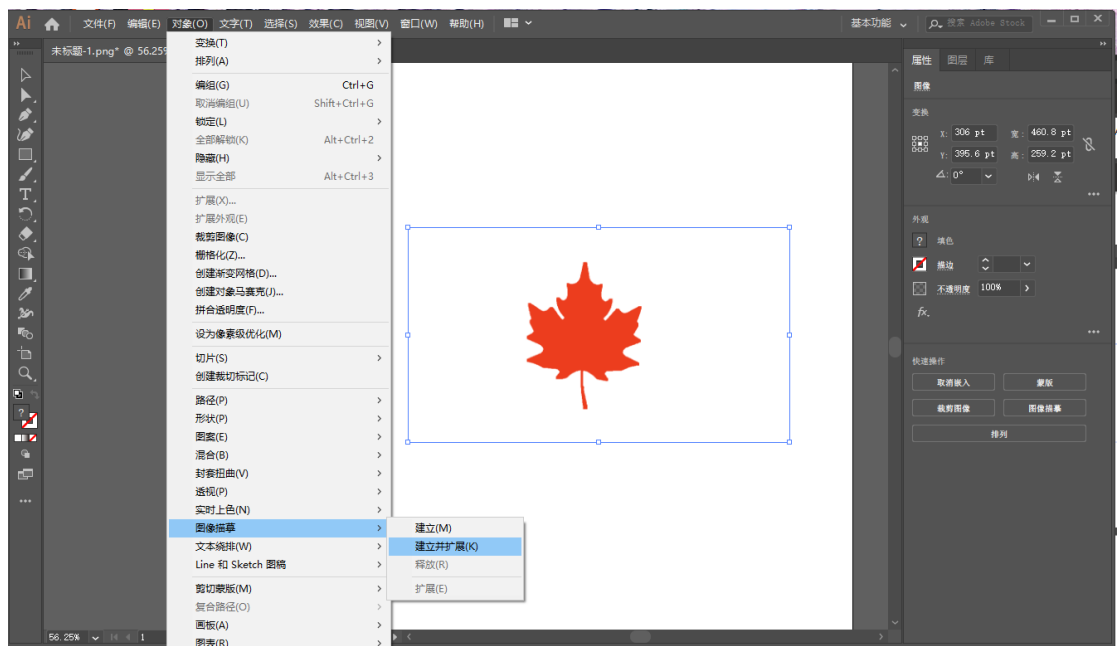 Ai 文件(F) 编辑(E) 对象(O) 文字(T) 选择(S) 效果(C) 视图(V) 窗口(W) 帮助(H) 基本功能 搜索 Adobe Stock
未标题-1.png* @ 56.25%
变换(T)
排列(A)
编组(G) Ctrl+G
取消编组(U) Shift+Ctrl+G
锁定(L)
全部解锁(K) Alt+Ctrl+2
隐藏(H)
显示全部 Alt+Ctrl+3
扩展(X)...
扩展外观(E)
裁剪图像(C)
栅格化(Z)...
创建渐变网格(D)...
创建对象马赛克(J)...
拼合透明度(F)...
设为像素级优化(M)
切片(S)
创建裁切标记(C)
路径(P)
形状(P)
图案(E)
混合(B)
封套扭曲(V)
透视(P)
实时上色(N)
图像描摹
文本绕排(W)
Line 和 Sketch 图稿
剪切蒙版(M)
复合路径(O)
画板(A)
图表(R)
建立(M)
建立并扩展(K)
释放(R)
扩展(E)
属性 图层 库
图像
变换
X: 306 pt 宽: 460.8 pt
Y: 395.6 pt 高: 259.2 pt
0°
外观
? 填色
描边
不透明度 100%
fx.
快速操作
取消嵌入 蒙版
裁剪图像 图像描摹
排列
T
?
56.25% 1